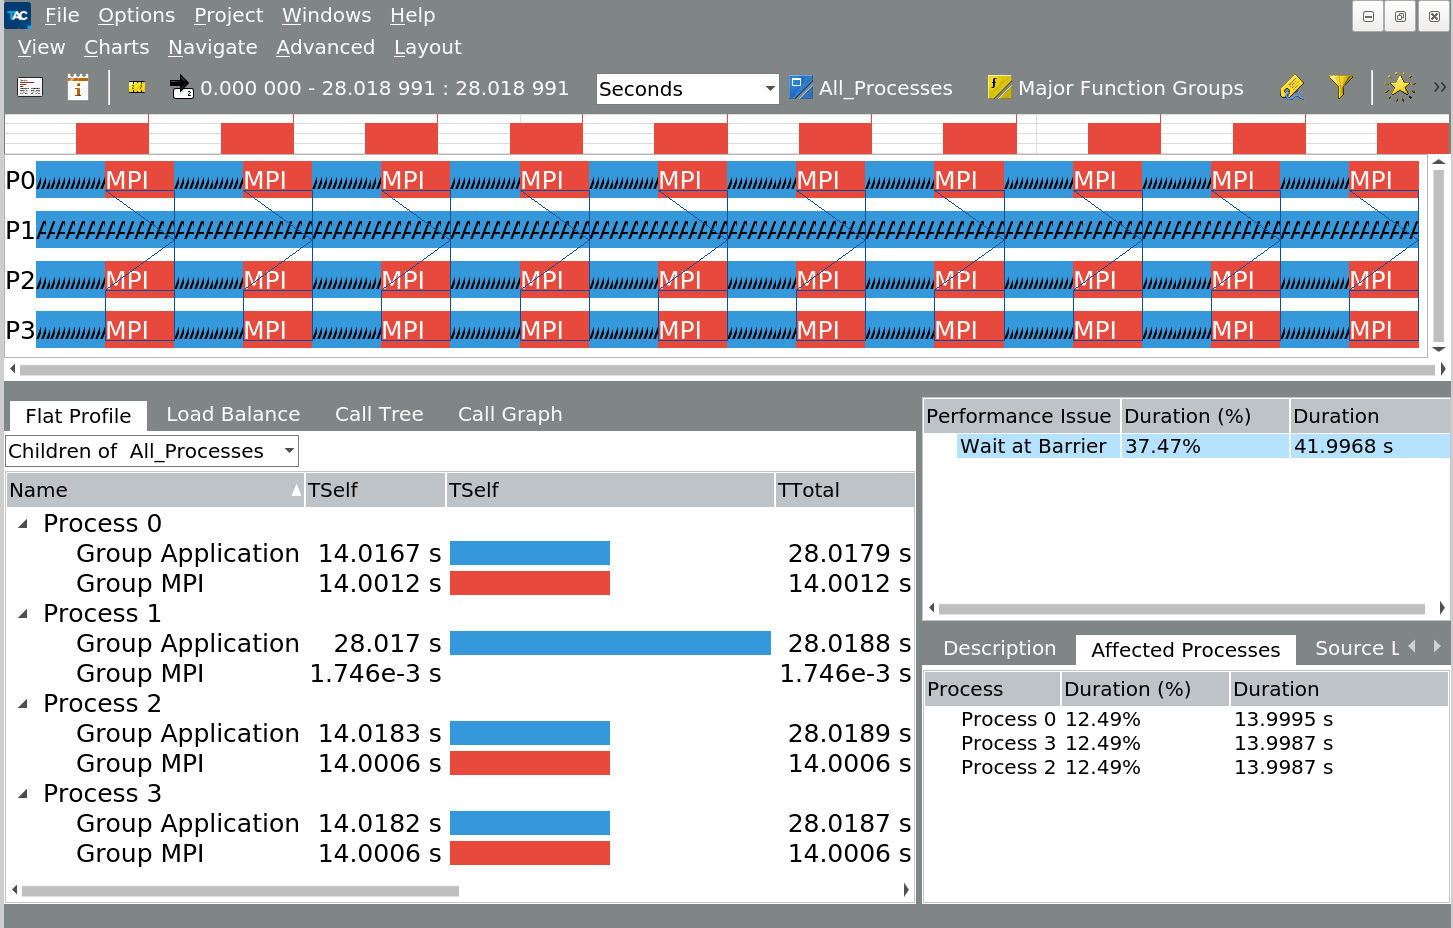 TAC File Options Project Windows Help
View Charts Navigate Advanced Layout
0.000 000 - 28.018 991 : 28.018 991 Seconds All_Processes Major Function Groups »
P0 MPI MPI MPI MPI MPI MPI MPI MPI MPI MPI
P1
P2 MPI MPI MPI MPI MPI MPI MPI MPI MPI MPI
P3 MPI MPI MPI MPI MPI MPI MPI MPI MPI MPI
Flat Profile Load Balance Call Tree Call Graph
Children of All_Processes
Name TSelf TSelf TTotal
Process 0
Group Application 14.0167 s 28.0179 s
Group MPI 14.0012 s 14.0012 s
Process 1
Group Application 28.017 s 28.0188 s
Group MPI 1.746e-3 s 1.746e-3 s
Process 2
Group Application 14.0183 s 28.0189 s
Group MPI 14.0006 s 14.0006 s
Process 3
Group Application 14.0182 s 28.0187 s
Group MPI 14.0006 s 14.0006 s
Performance Issue Duration (%) Duration
Wait at Barrier 37.47% 41.9968 s
Description Affected Processes Source L
Process Duration (%) Duration
Process 0 12.49% 13.9995 s
Process 3 12.49% 13.9987 s
Process 2 12.49% 13.9987 s